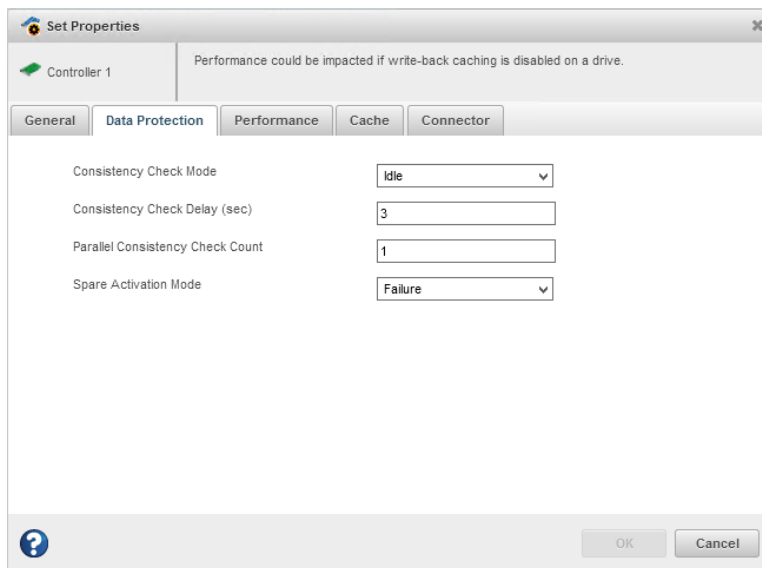 Set Properties
Controller 1
Performance could be impacted if write-back caching is disabled on a drive.
General
Data Protection
Performance
Cache
Connector
Consistency Check Mode
Idle
Consistency Check Delay (sec)
3
Parallel Consistency Check Count
1
Spare Activation Mode
Failure
?
OK
Cancel